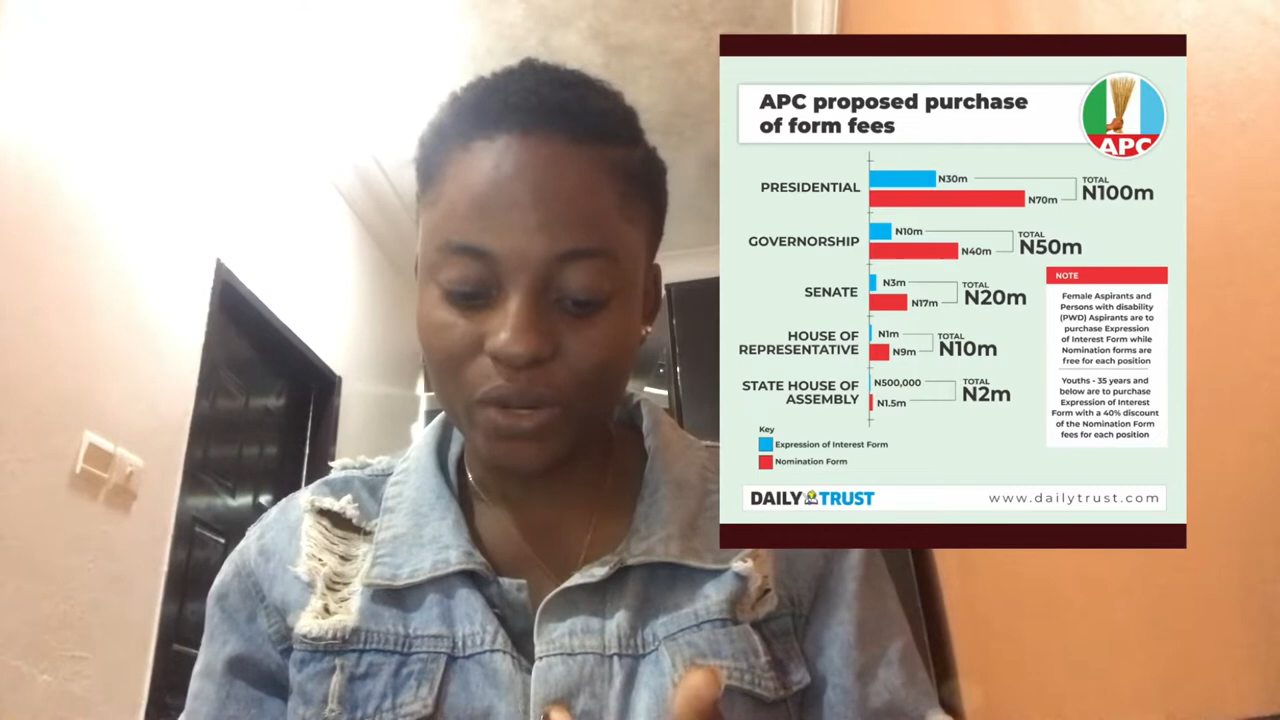 APC proposed purchase
of form fees
APC
PRESIDENTIAL
N30m
N70m
TOTAL
N100m
GOVERNORSHIP
N10m
N40m
TOTAL
N50m
SENATE
N3m
N17m
TOTAL
N20m
HOUSE OF
REPRESENTATIVE
N1m
N9m
TOTAL
N10m
STATE HOUSE OF
ASSEMBLY
N500,000
N1.5m
TOTAL
N2m
NOTE
Female Aspirants and
Persons with disability
(PWD) Aspirants are to
purchase Expression
of Interest Form while
Nomination forms are
free for each position
Youths - 35 years and
below are to purchase
Expression of Interest
Form with a 40% discount
of the Nomination Form
fees for each position
Key
Expression of Interest Form
Nomination Form
DAILY TRUST
www.dailytrust.com